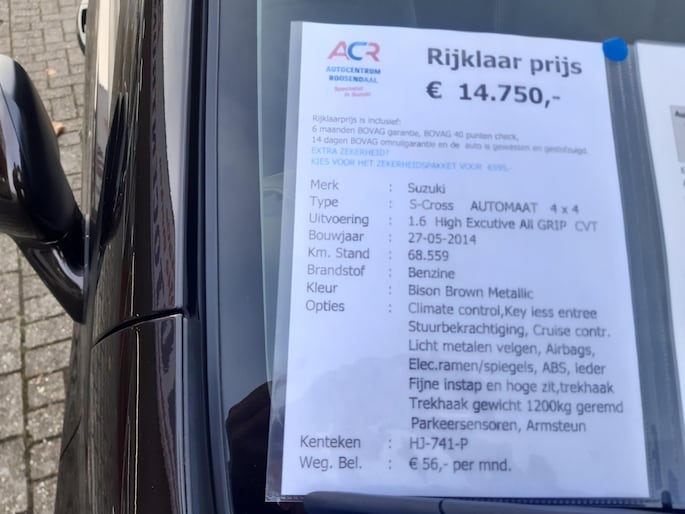 ACR
AUTOCENTRUM
ROOSENDAAL
Specialist
in Suzuki
Rijklaar prijs
€ 14.750,-
Rijklaarprijs is inclusief:
6 maanden BOVAG garantie, BOVAG 40 punten check,
14 dagen BOVAG omruilgarantie en de auto is gewassen en gestofzuigd.
EXTRA ZEKERHEID?
KIES VOOR HET ZEKERHEIDSPAKKET VOOR €595,-
Merk : Suzuki
Type : S-Cross AUTOMAAT 4 x 4
Uitvoering : 1.6 High Excutive All GRIP CVT
Bouwjaar : 27-05-2014
Km. Stand : 68.559
Brandstof : Benzine
Kleur : Bison Brown Metallic
Opties : Climate control,Key less entree
Stuurbekrachtiging, Cruise contr.
Licht metalen velgen, Airbags,
Elec.ramen/spiegels, ABS, leder
Fijne instap en hoge zit,trekhaak
Trekhaak gewicht 1200kg geremd
Parkeersensoren, Armsteun
Kenteken : HJ-741-P
Weg. Bel. : € 56,- per mnd.